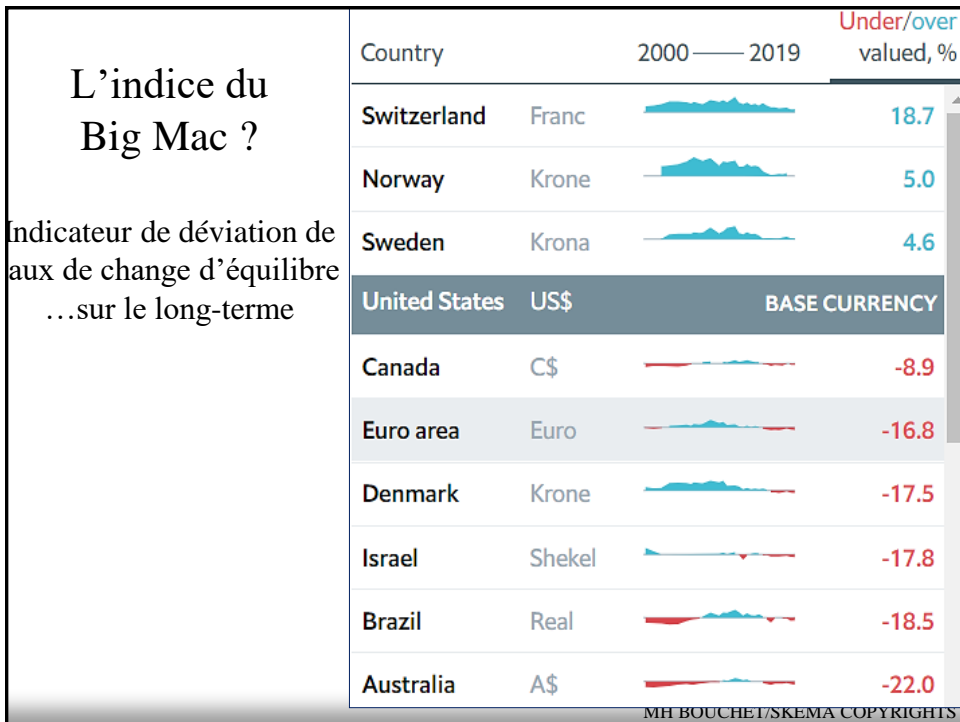 L’indice du
Big Mac ?
Indicateur de déviation de
aux de change d’équilibre
…sur le long-terme
Country 2000 2019 Under/over valued, %
Switzerland Franc 18.7
Norway Krone 5.0
Sweden Krona 4.6
United States US$ BASE CURRENCY
Canada C$ -8.9
Euro area Euro -16.8
Denmark Krone -17.5
Israel Shekel -17.8
Brazil Real -18.5
Australia A$ -22.0
MH BOUCHET/SKEMA COPYRIGHTS